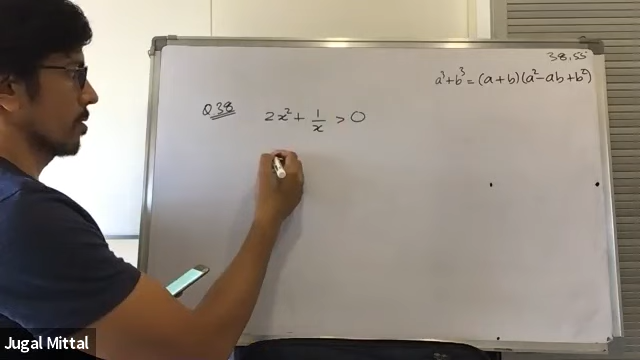 38.55
a³+b³ = (a+b)(a²-ab+b²)
Q38
2x² + 1/x > 0
Jugal Mittal